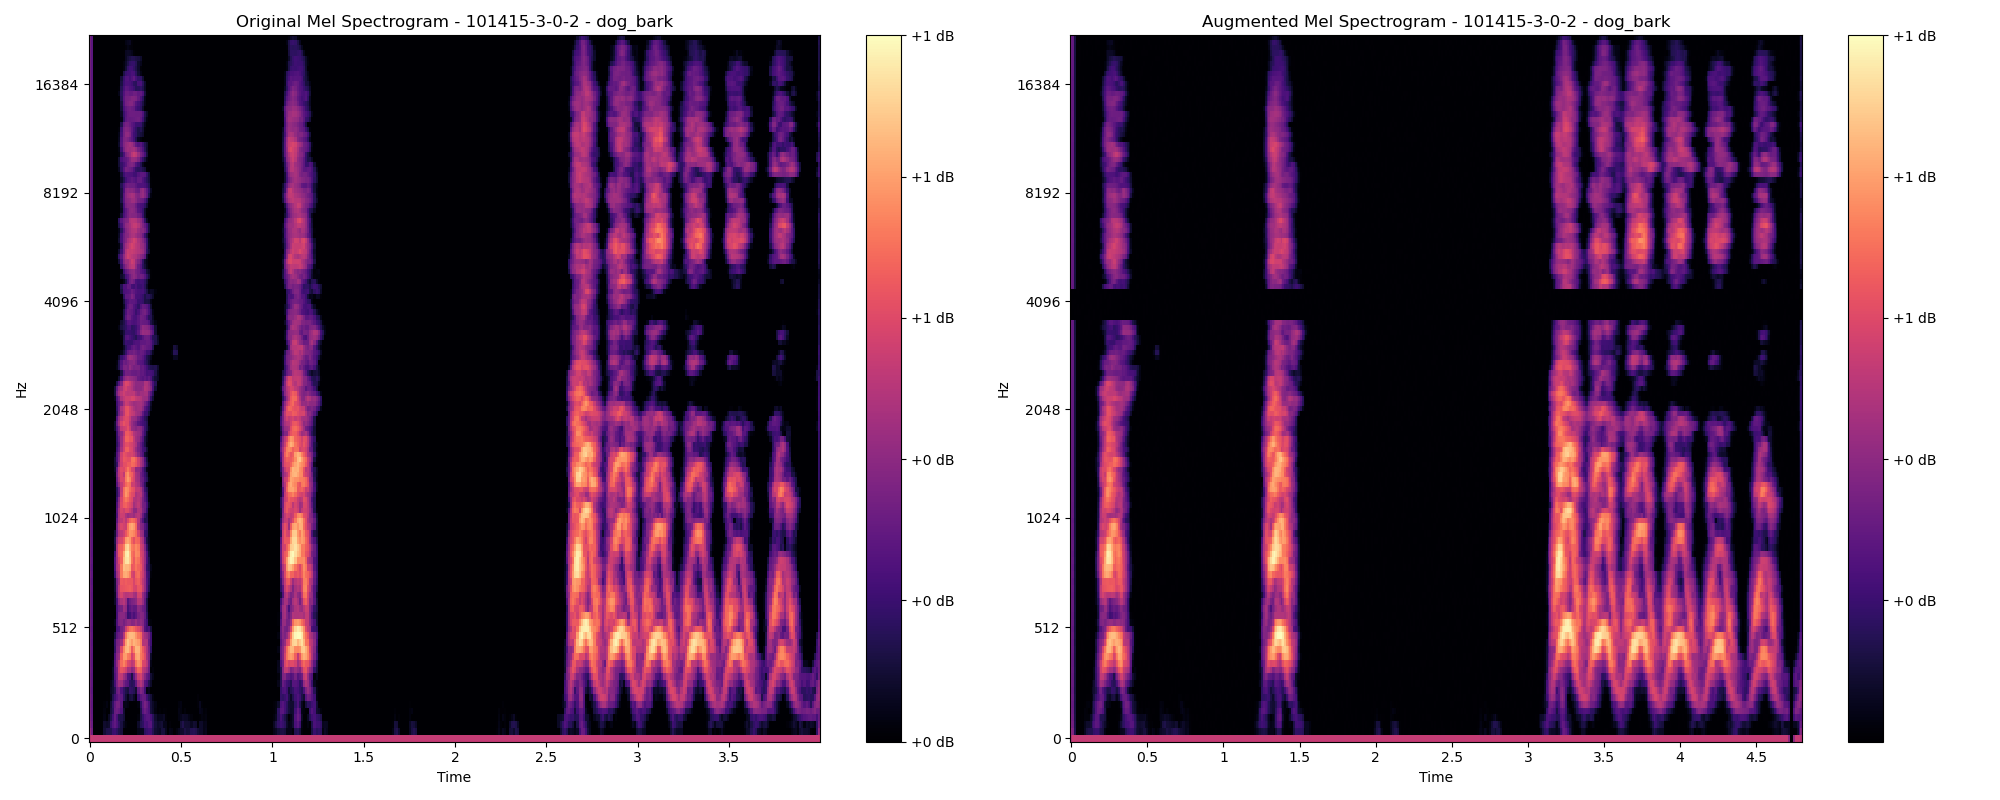 Original Mel Spectrogram - 101415-3-0-2 - dog_bark
Hz
16384
8192
4096
2048
1024
512
0
0 0.5 1 1.5 2 2.5 3 3.5
Time
+1 dB
+1 dB
+1 dB
+0 dB
+0 dB
+0 dB
Augmented Mel Spectrogram - 101415-3-0-2 - dog_bark
Hz
16384
8192
4096
2048
1024
512
0
0 0.5 1 1.5 2 2.5 3 3.5 4 4.5
Time
+1 dB
+1 dB
+1 dB
+0 dB
+0 dB